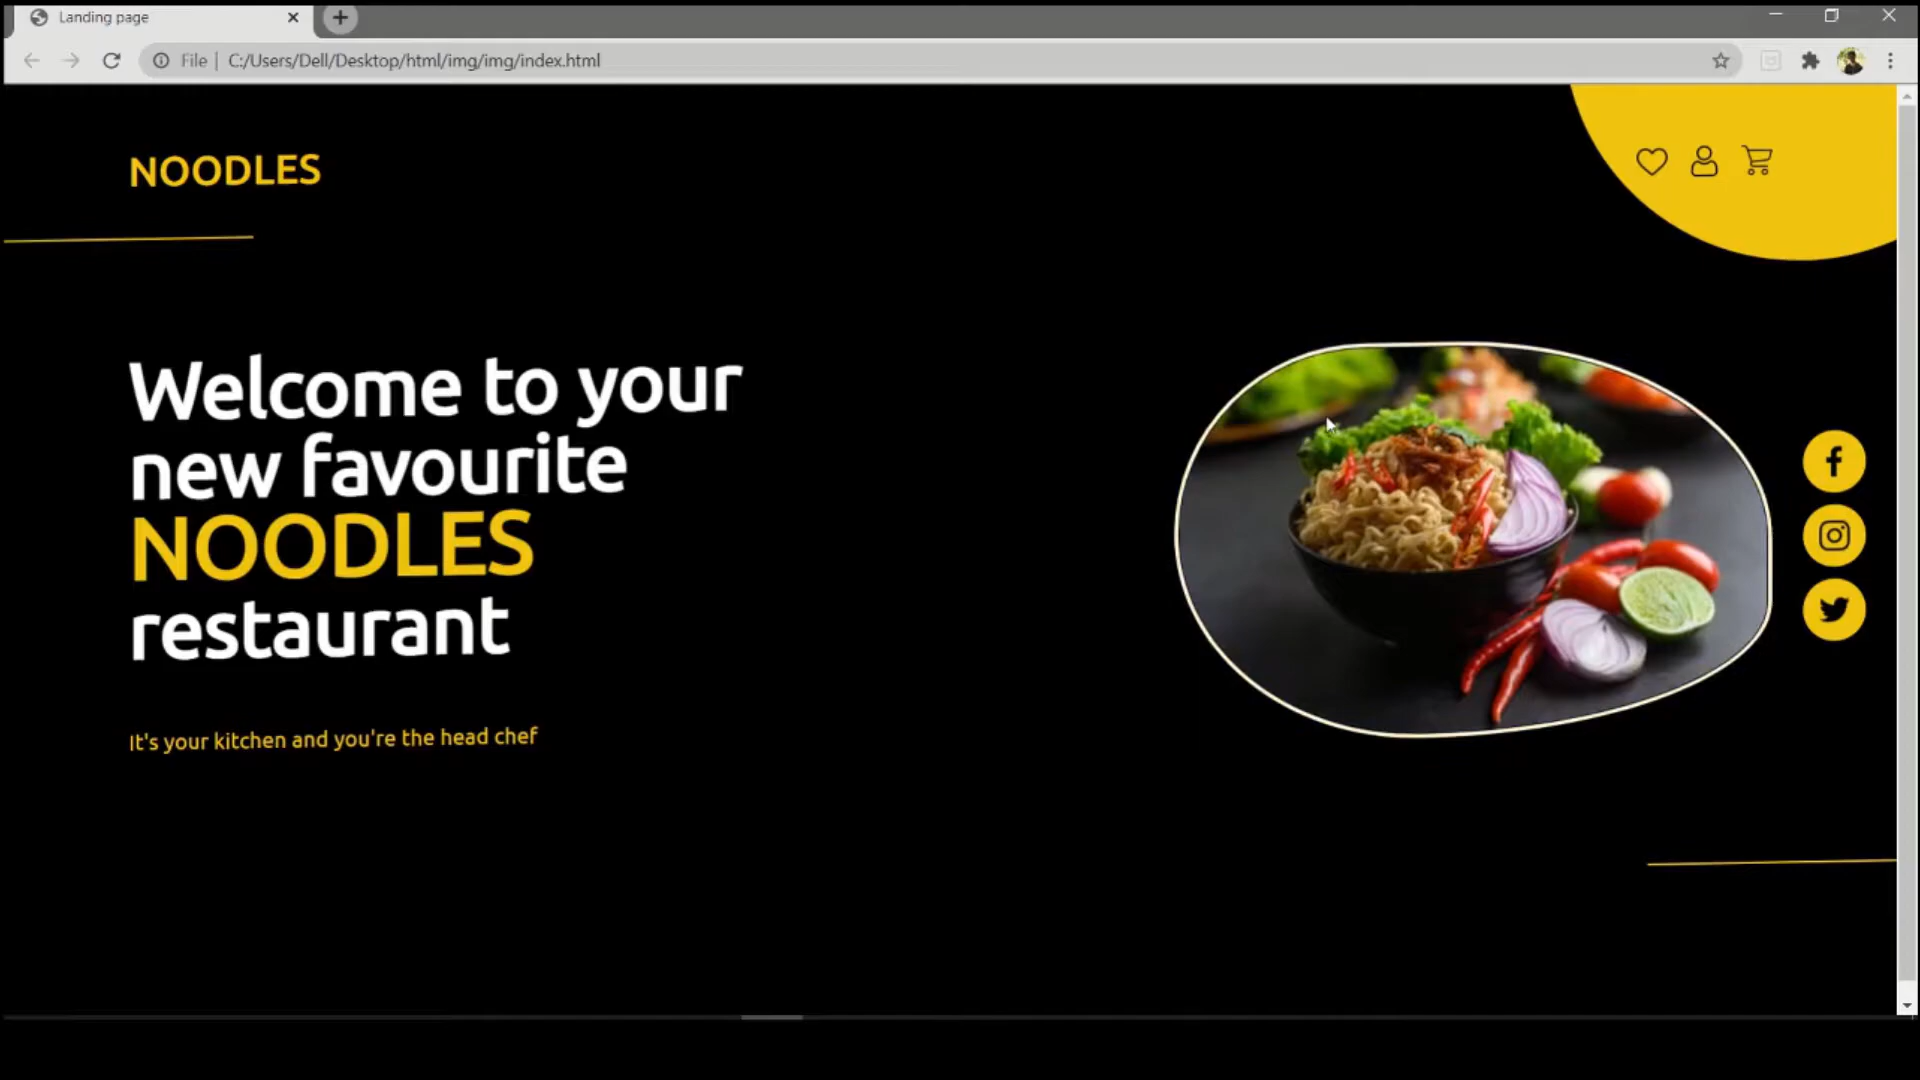 Landing page
File
C:/Users/Dell/Desktop/html/img/img/index.html
NOODLES
Welcome to your
new favourite
NOODLES
restaurant
It's your kitchen and you're the head chef